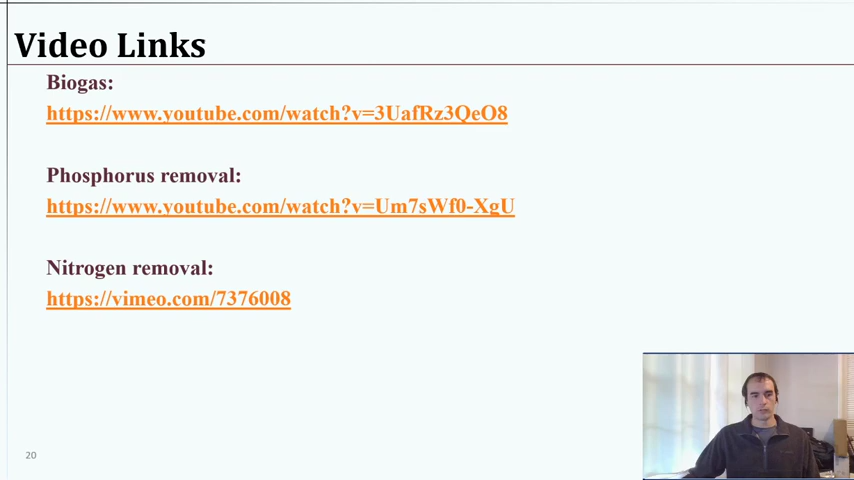 Video Links
Biogas:
https://www.youtube.com/watch?v=3UafRz3QeO8
Phosphorus removal:
https://www.youtube.com/watch?v=Um7sWf0-XgU
Nitrogen removal:
https://vimeo.com/7376008
20